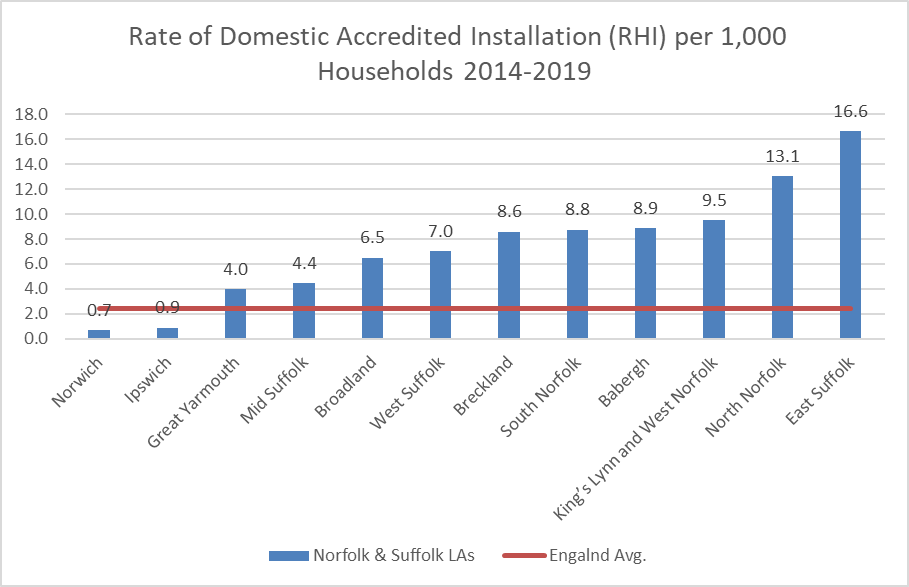 Rate of Domestic Accredited Installation (RHI) per 1,000
Households 2014-2019
18.0
16.0
14.0
12.0
10.0
8.0
6.0
4.0
2.0
0.0
0.7
0.9
4.0
4.4
6.5
7.0
8.6
8.8
8.9
9.5
13.1
16.6
Norwich
Ipswich
Great Yarmouth
Mid Suffolk
Broadland
West Suffolk
Breckland
South Norfolk
Babergh
King's Lynn and West Norfolk
North Norfolk
East Suffolk
Norfolk & Suffolk LAs
Engalnd Avg.